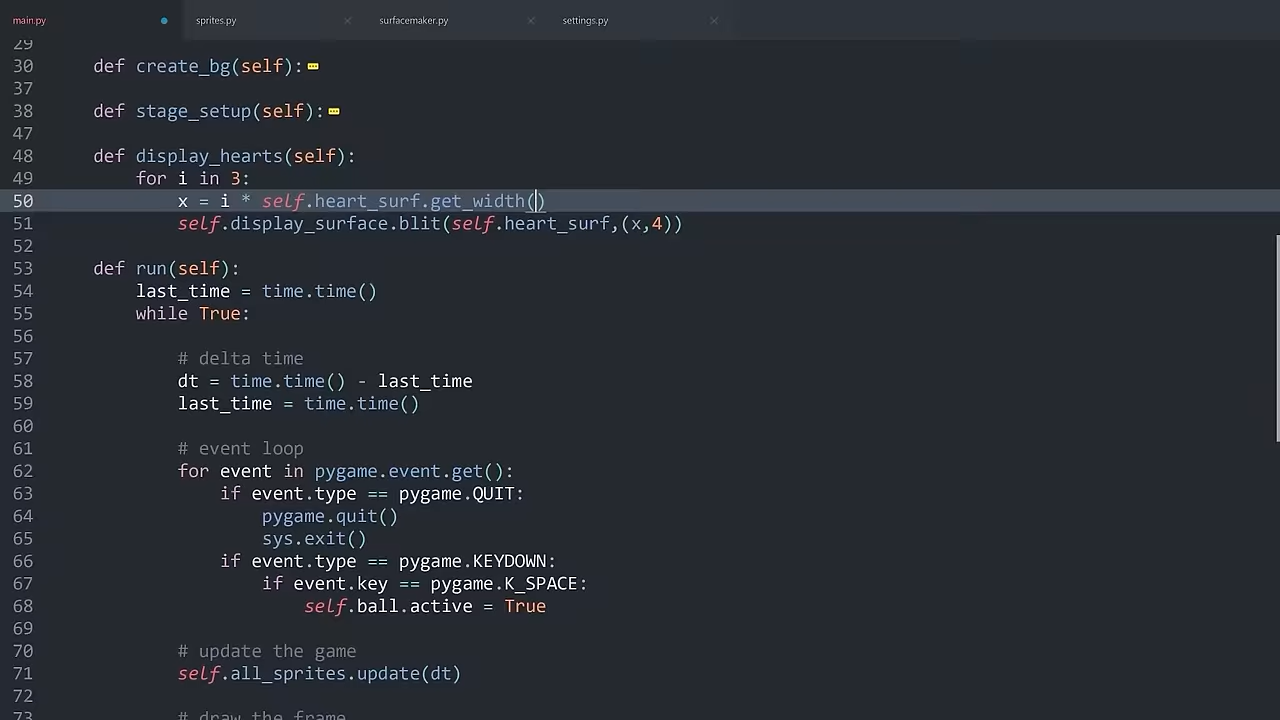 main.py sprites.py surfacemaker.py settings.py
29
30 def create_bg(self):
37
38 def stage_setup(self):
47
48 def display_hearts(self):
49 for i in 3:
50 x = i * self.heart_surf.get_width()
51 self.display_surface.blit(self.heart_surf,(x,4))
52
53 def run(self):
54 last_time = time.time()
55 while True:
56
57 # delta time
58 dt = time.time() - last_time
59 last_time = time.time()
60
61 # event loop
62 for event in pygame.event.get():
63 if event.type == pygame.QUIT:
64 pygame.quit()
65 sys.exit()
66 if event.type == pygame.KEYDOWN:
67 if event.key == pygame.K_SPACE:
68 self.ball.active = True
69
70 # update the game
71 self.all_sprites.update(dt)
72
73 # draw the frame